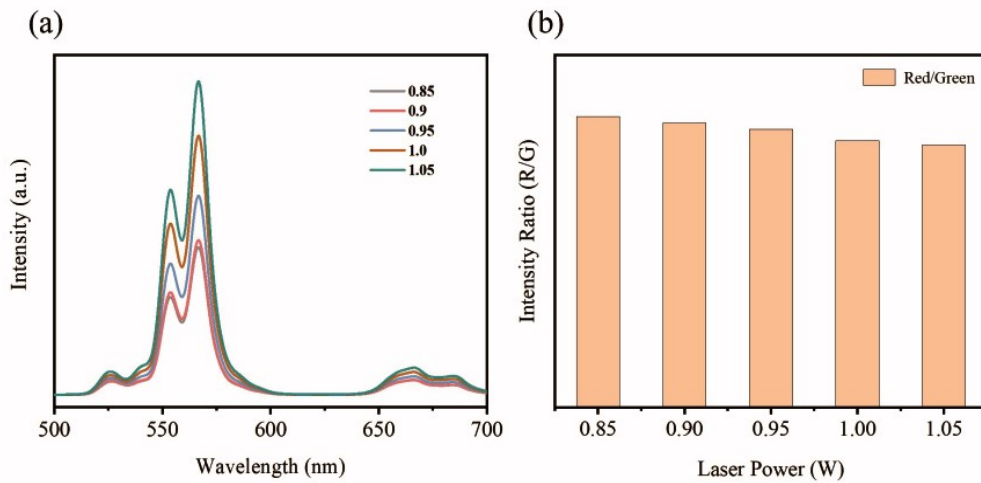 (a)
Intensity (a.u.)
0.85
0.9
0.95
1.0
1.05
500
550
600
650
700
Wavelength (nm)
(b)
Intensity Ratio (R/G)
Red/Green
0.85
0.90
0.95
1.00
1.05
Laser Power (W)